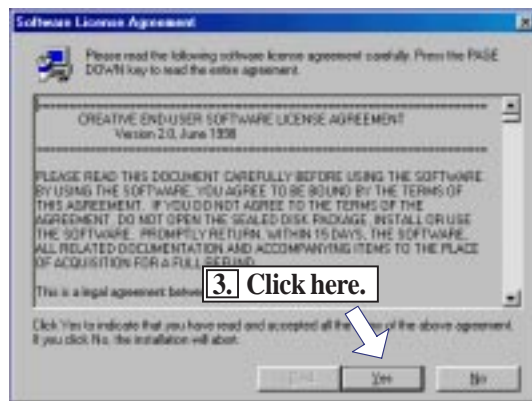 Software License Agreement
Please read the following software license agreement carefully. Press the PAGE
DOWN key to read the entire agreement.
CREATIVE END-USER SOFTWARE LICENSE AGREEMENT
Version 2.0, June 1998
PLEASE READ THIS DOCUMENT CAREFULLY BEFORE USING THE SOFTWARE
BY USING THE SOFTWARE, YOU AGREE TO BE BOUND BY THE TERMS OF
THIS AGREEMENT. IF YOU DO NOT AGREE TO THE TERMS OF THE
AGREEMENT, DO NOT OPEN THE SEALED DISK PACKAGE, INSTALL OR USE
THE SOFTWARE. PROMPTLY RETURN, WITHIN 15 DAYS, THE SOFTWARE,
ALL RELATED DOCUMENTATION AND ACCOMPANYING ITEMS TO THE PLACE
OF ACQUISITION FOR A FULL REFUND.
This is a legal agreement
3. Click here.
Click Yes to indicate that you have read and accepted all the of the above agreement.
If you click No, the installation will abort.
Yes
No